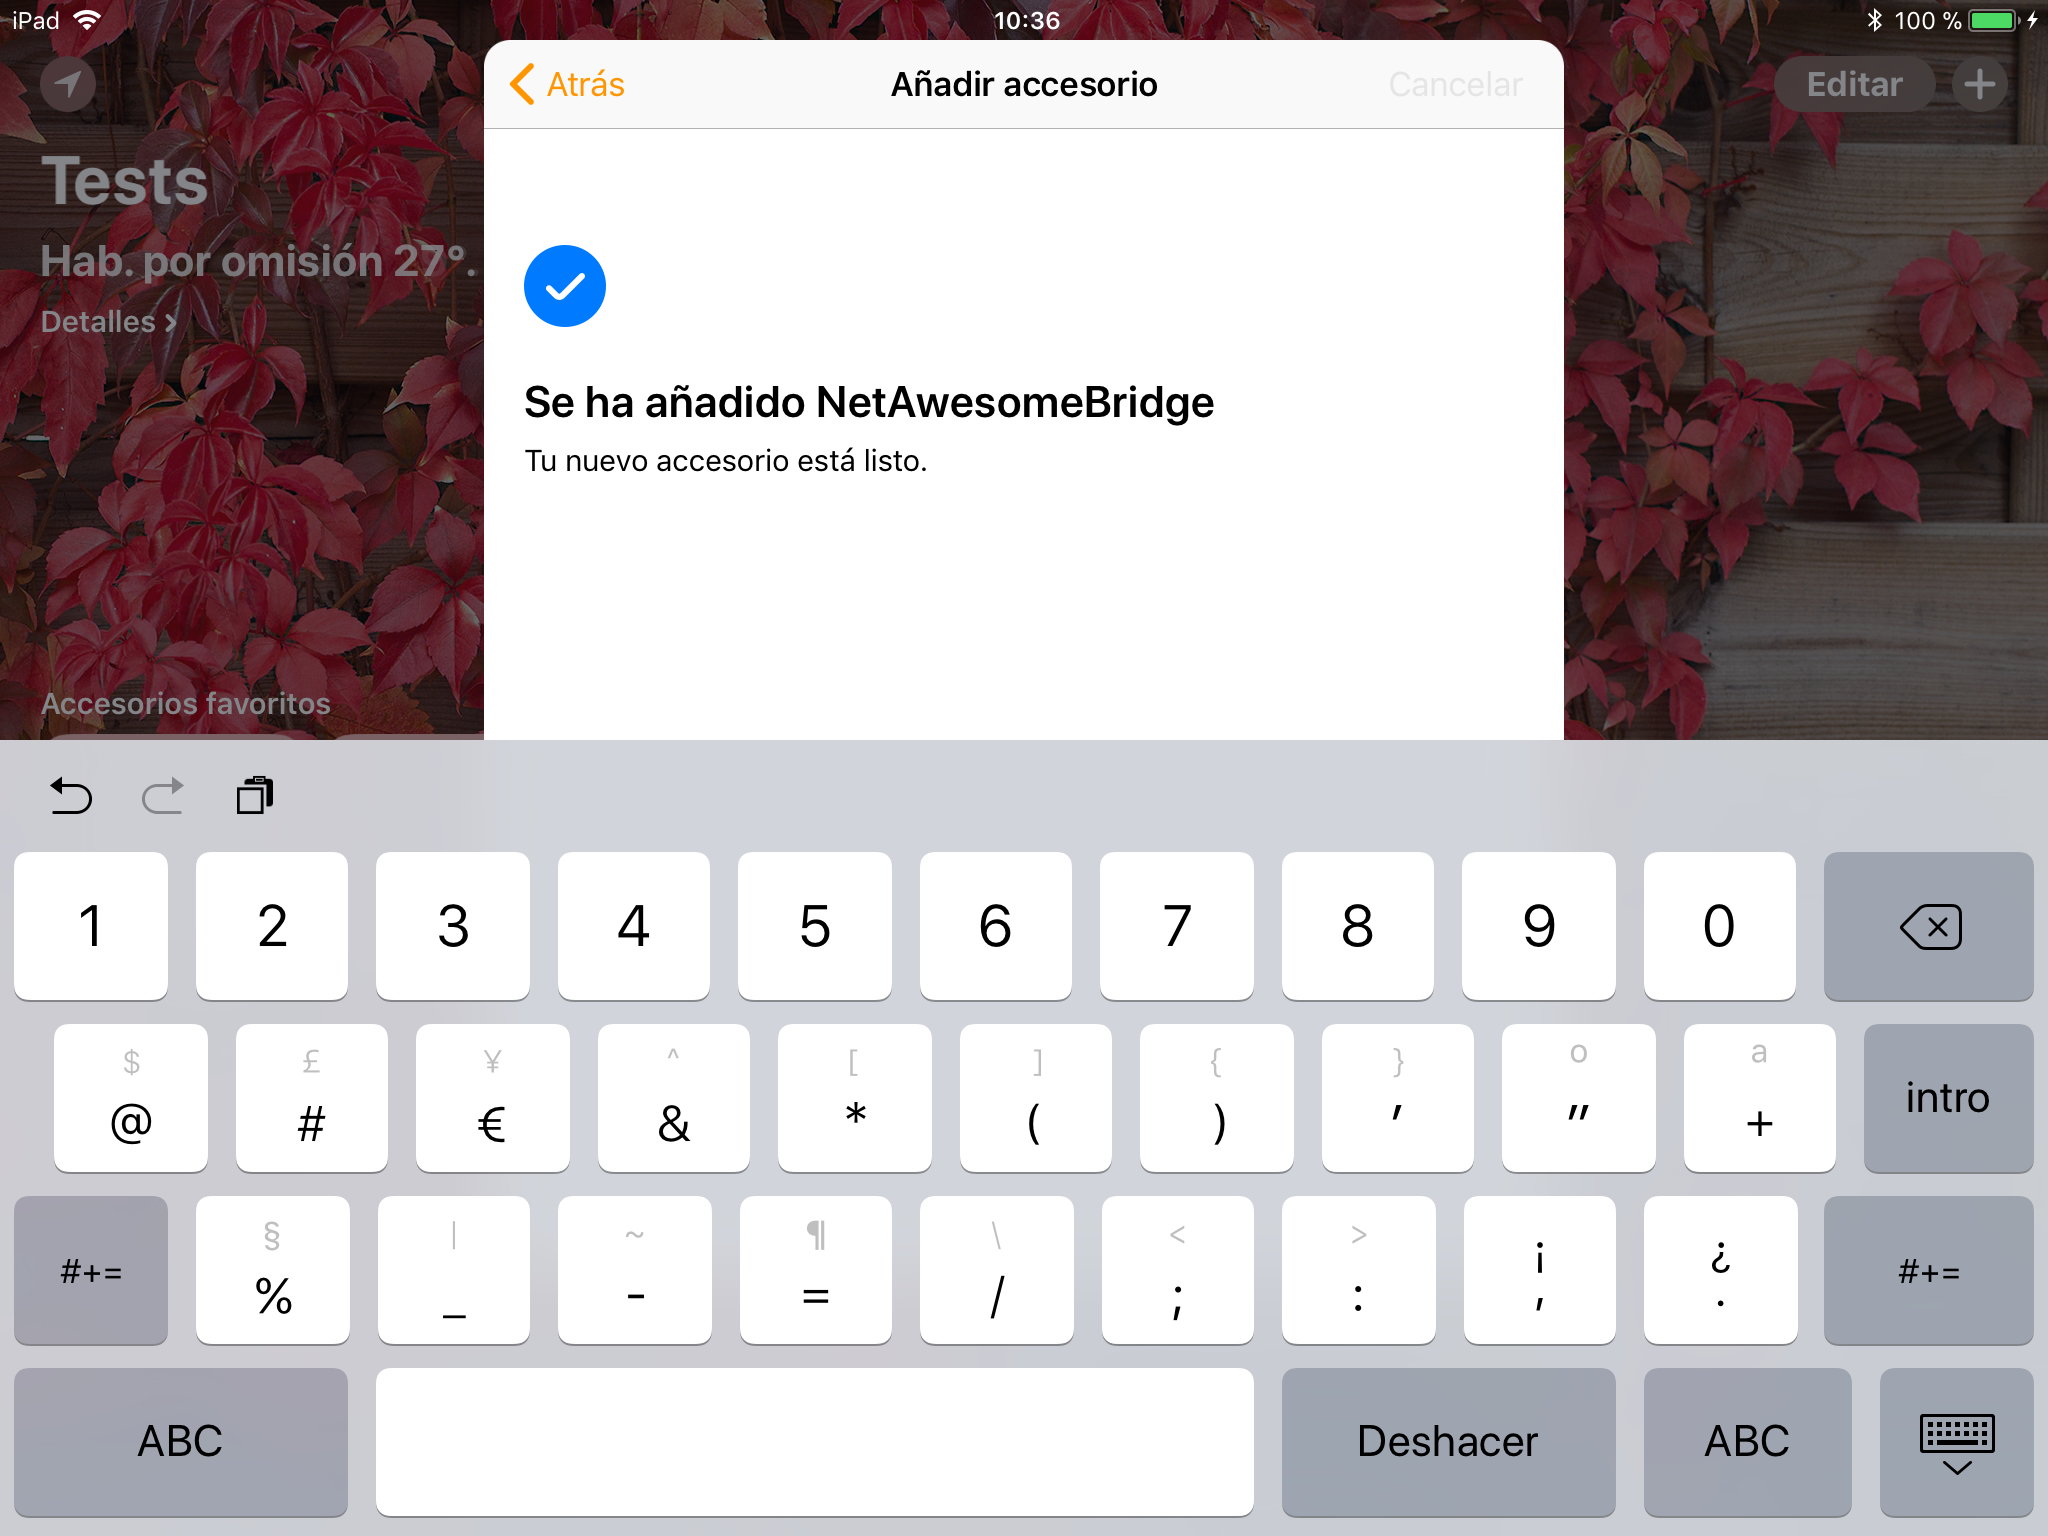 iPad 10:36 100 %
Atrás Añadir accesorio Cancelar Editar +
Tests
Hab. por omisión 27°.
Detalles
Se ha añadido NetAwesomeBridge
Tu nuevo accesorio está listo.
Accesorios favoritos
1 2 3 4 5 6 7 8 9 0
$ £ ¥ ^ [ ] { } º ª
@ # € & * ( ) ' " + intro
§ | ~ ¶ \ < > ¡ ¿
#+= % _ - = / ; : , . #+=
ABC Deshacer ABC